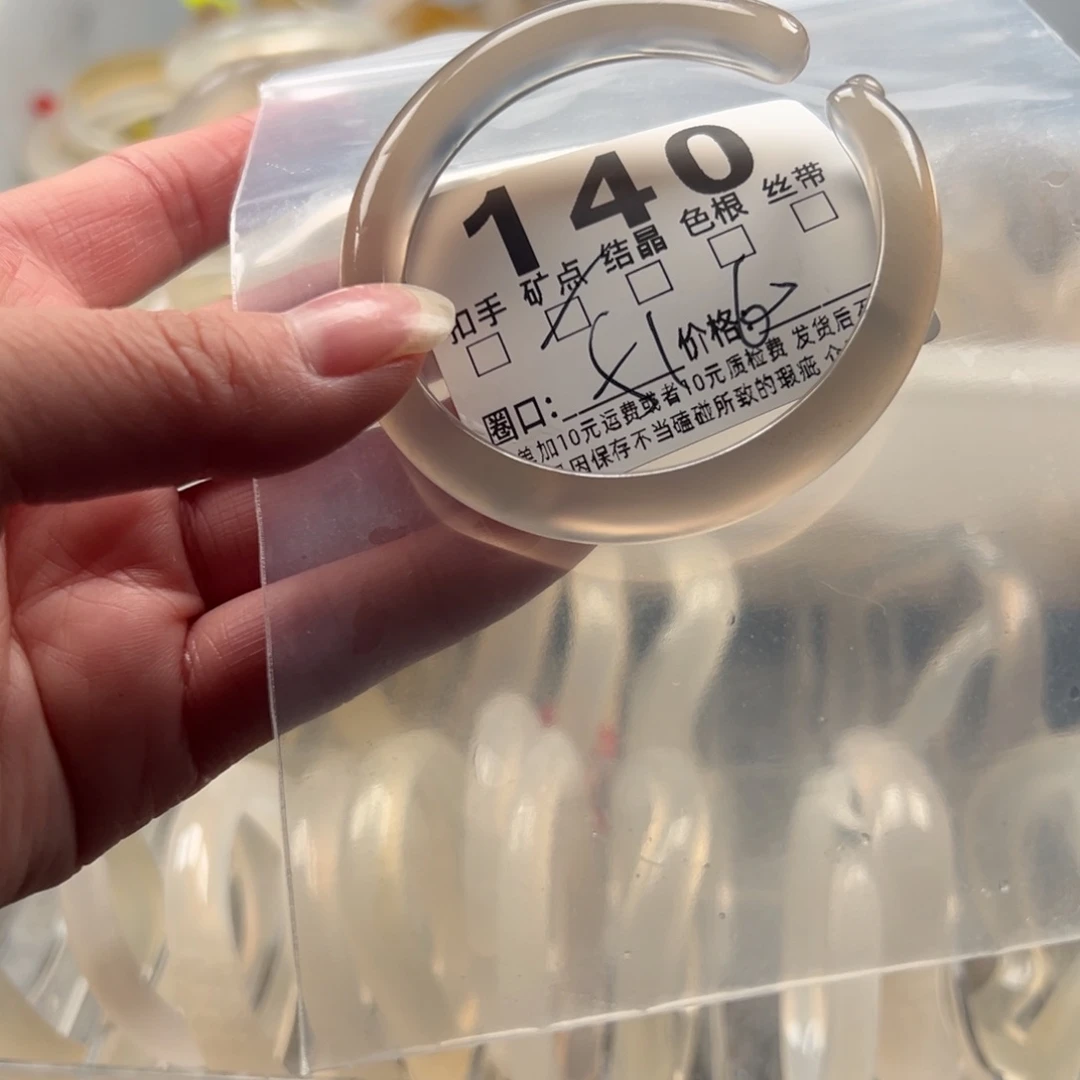 140
扣手 矿点 结晶 色根 丝带
圈口: 51 价格: 6
加10元运费或者10元质检费 发货后不
因保存不当磕碰所致的瑕疵